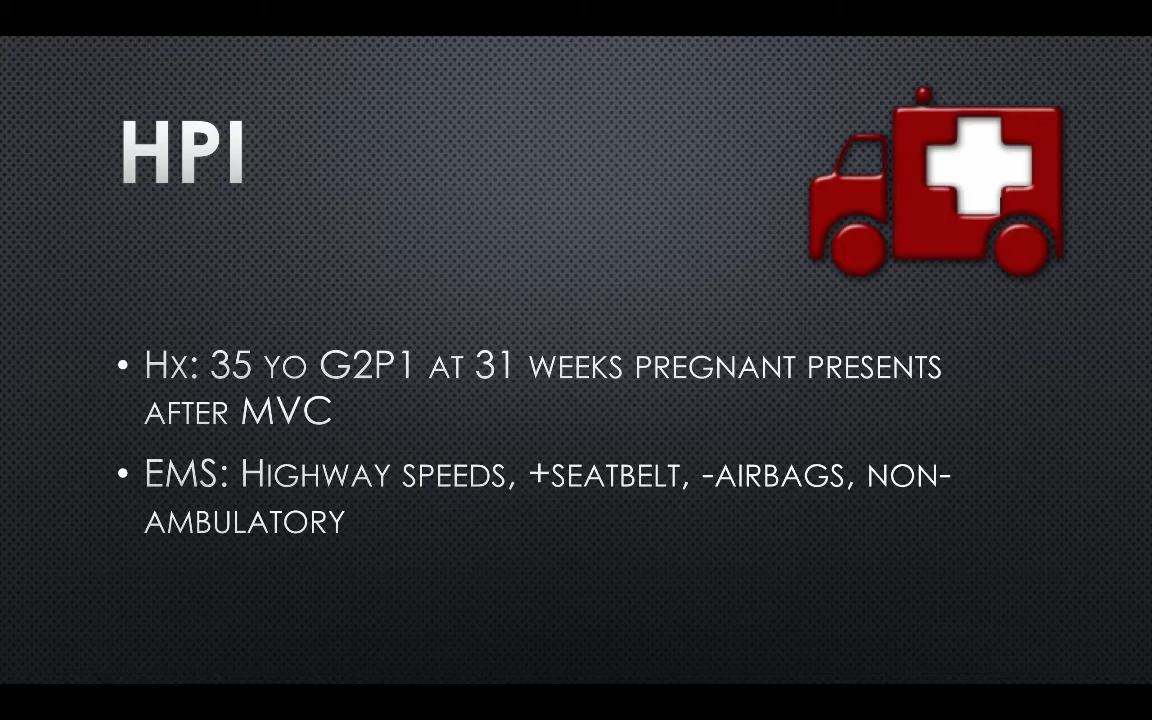 HPI
Hx: 35 yo G2P1 at 31 weeks pregnant presents
after MVC
EMS: Highway speeds, +seatbelt, -airbags, non-
ambulatory